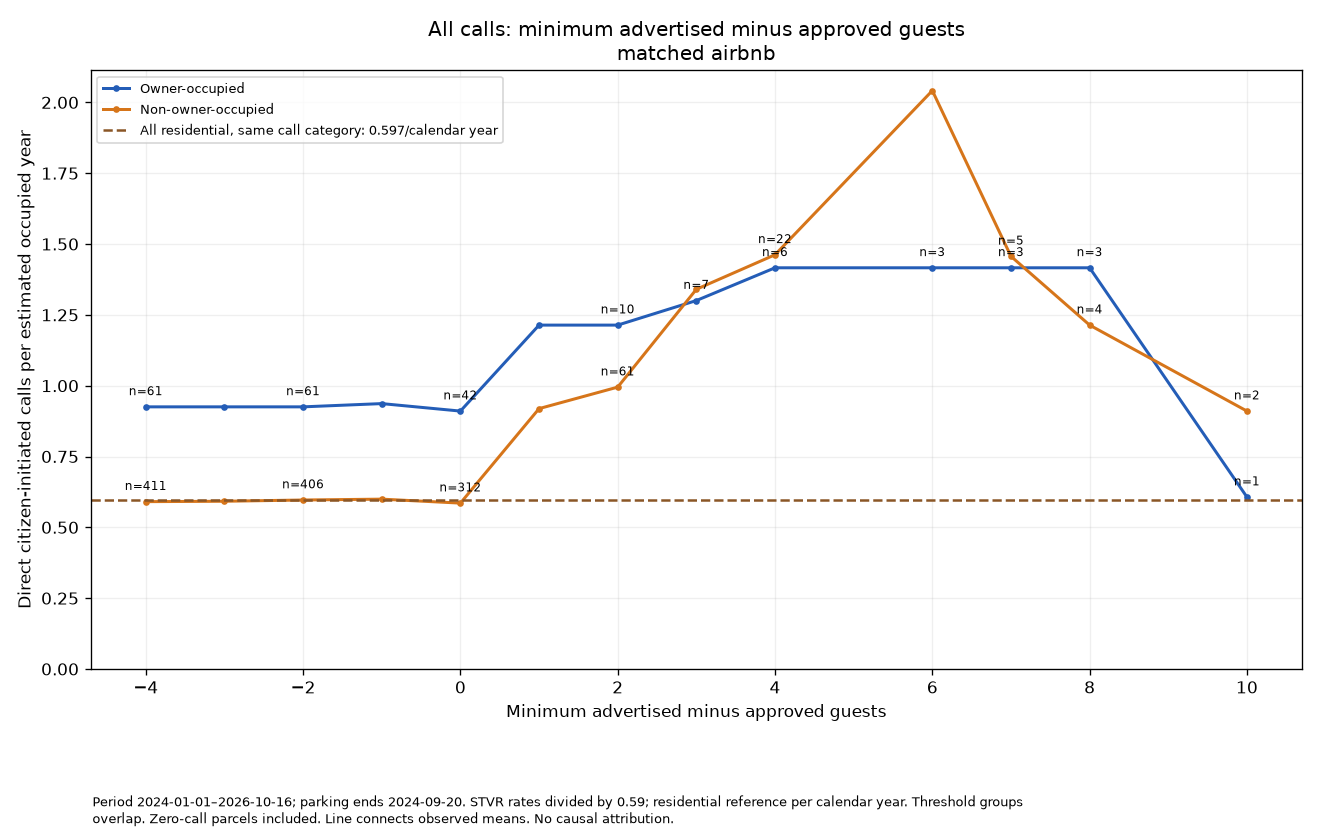 All calls: minimum advertised minus approved guests
matched airbnb
Owner-occupied
Non-owner-occupied
All residential, same call category: 0.597/calendar year
Direct citizen-initiated calls per estimated occupied year
2.00
1.75
1.50
1.25
1.00
0.75
0.50
0.25
0.00
n=61
n=61
n=42
n=10
n=7
n=22
n=6
n=3
n=5
n=3
n=3
n=4
n=2
n=1
n=411
n=406
n=312
n=61
−4
−2
0
2
4
6
8
10
Minimum advertised minus approved guests
Period 2024-01-01–2026-10-16; parking ends 2024-09-20. STVR rates divided by 0.59; residential reference per calendar year. Threshold groups
overlap. Zero-call parcels included. Line connects observed means. No causal attribution.